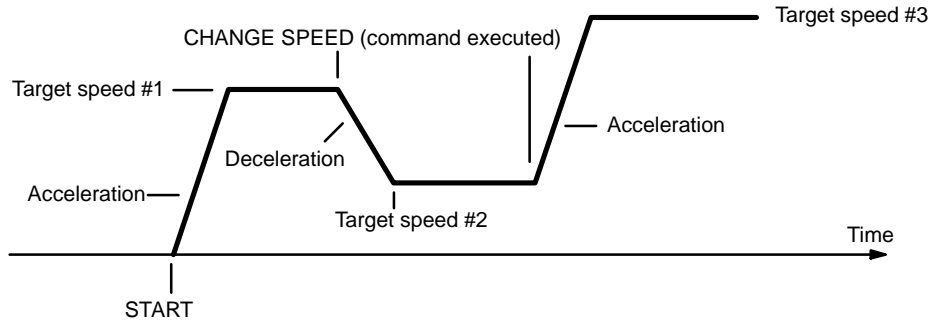 Target speed #3
CHANGE SPEED (command executed)
Target speed #1
Acceleration
Deceleration
Acceleration
Target speed #2
Time
START